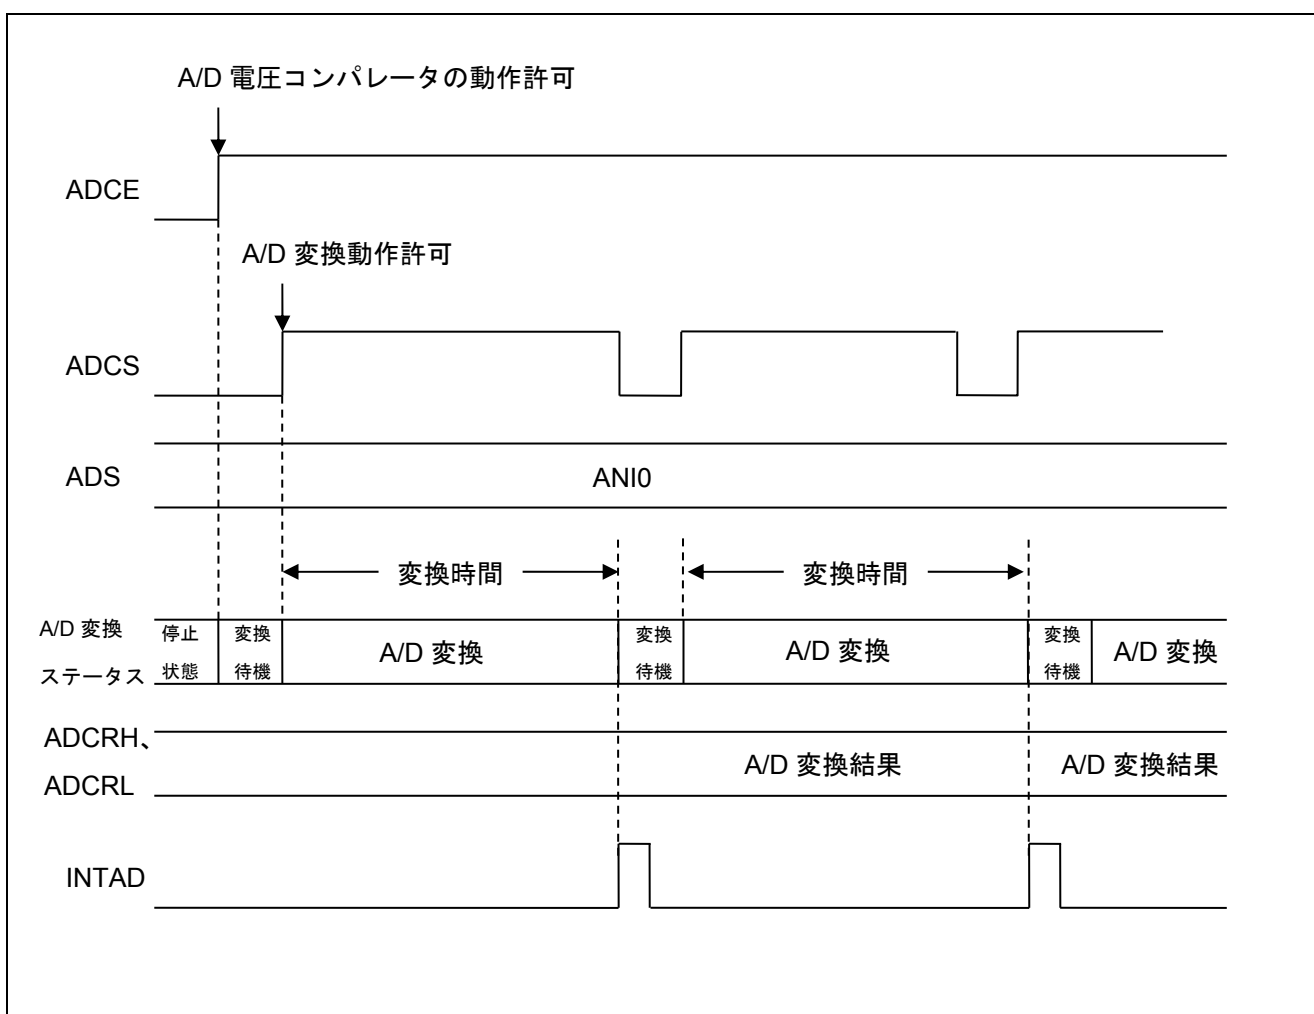 A/D 電圧コンパレータの動作許可
ADCE
A/D 変換動作許可
ADCS
ADS
ANI0
変換時間
変換時間
A/D 変換
ステータス
停止
状態
変換
待機
A/D 変換
変換
待機
A/D 変換
変換
待機
A/D 変換
ADCRH、
ADCRL
A/D 変換結果
A/D 変換結果
INTAD